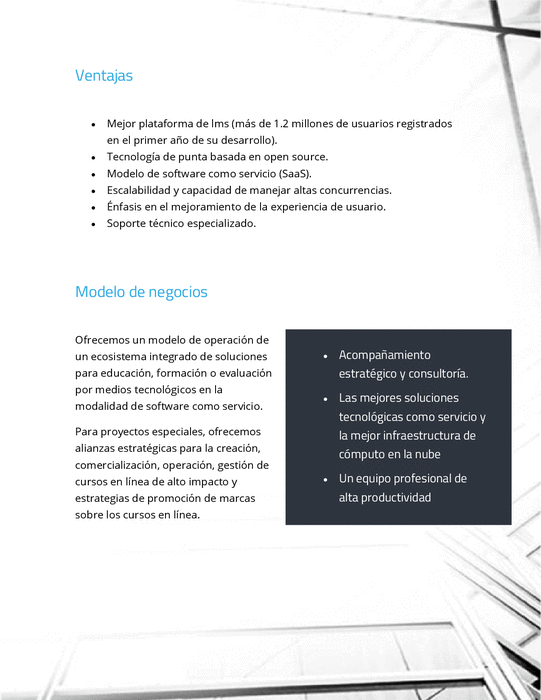 Ventajas
• Mejor plataforma de lms (más de 1.2 millones de usuarios registrados
en el primer año de su desarrollo).
• Tecnología de punta basada en open source.
• Modelo de software como servicio (SaaS).
• Escalabilidad y capacidad de manejar altas concurrencias.
• Énfasis en el mejoramiento de la experiencia de usuario.
• Soporte técnico especializado.
Modelo de negocios
Ofrecemos un modelo de operación de
un ecosistema integrado de soluciones
para educación, formación o evaluación
por medios tecnológicos en la
modalidad de software como servicio.
Para proyectos especiales, ofrecemos
alianzas estratégicas para la creación,
comercialización, operación, gestión de
cursos en línea de alto impacto y
estrategias de promoción de marcas
sobre los cursos en línea.
• Acompañamiento
estratégico y consultoría.
• Las mejores soluciones
tecnológicas como servicio y
la mejor infraestructura de
cómputo en la nube
• Un equipo profesional de
alta productividad